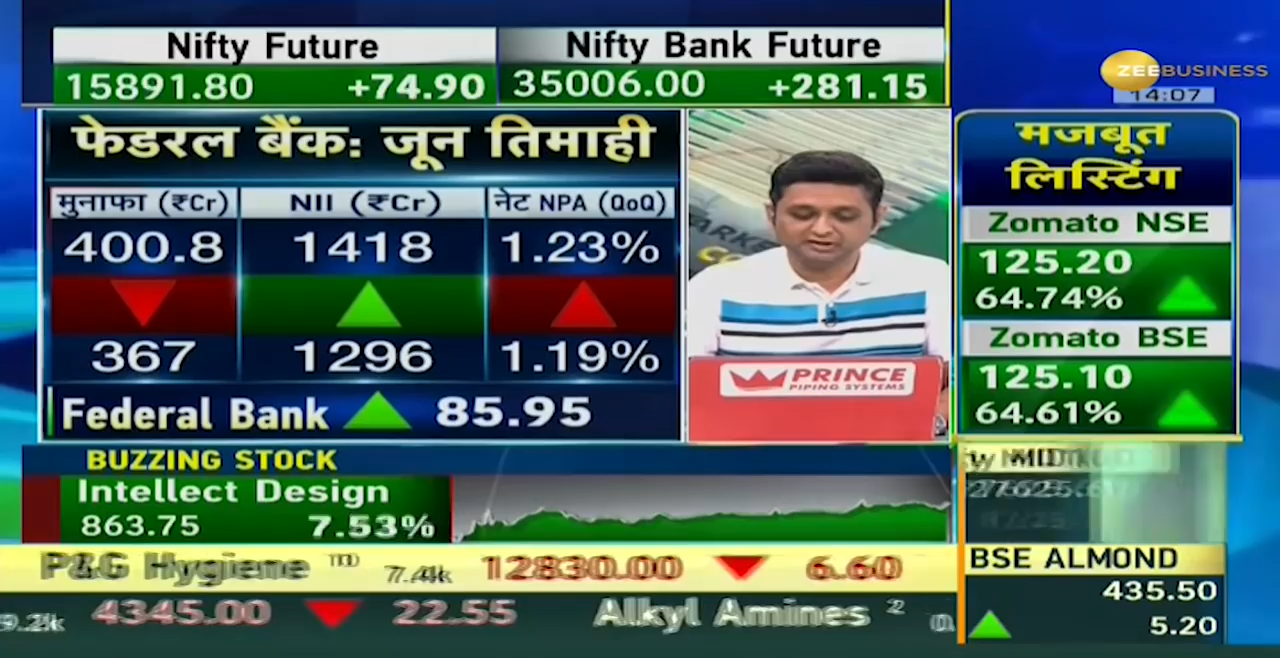 Nifty Future
15891.80 +74.90
Nifty Bank Future
35006.00 +281.15
ZEEBUSINESS
14:07
फेडरल बैंक: जून तिमाही
मुनाफा (₹Cr) NII (₹Cr) नेट NPA (QoQ)
400.8 1418 1.23%
367 1296 1.19%
Federal Bank 85.95
PRINCE
PIPING SYSTEMS
मजबूत
लिस्टिंग
Zomato NSE
125.20
64.74%
Zomato BSE
125.10
64.61%
BUZZING STOCK
Intellect Design
863.75 7.53%
BSE ALMOND
435.50
5.20
P&G Hygiene 7.4k 12830.00 6.60
9.2k 4345.00 22.55 Alkyl Amines